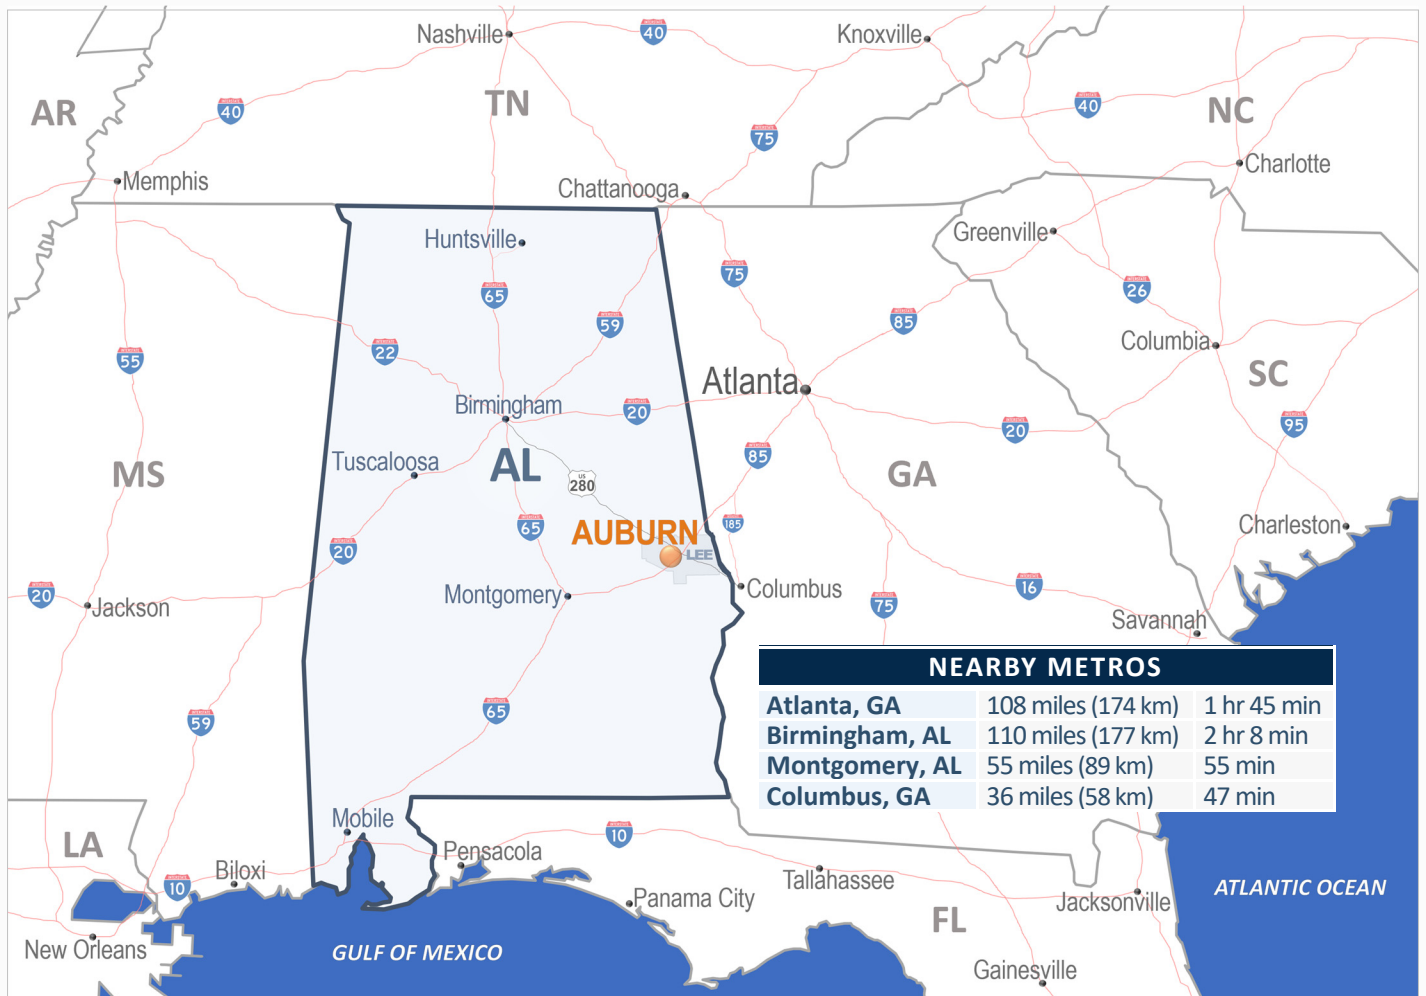 Nashville
40
Knoxville
AR
40
TN
40
NC
75
Charlotte
Memphis
Chattanooga
Huntsville
Greenville
75
65
26
59
85
55
22
Columbia
SC
Atlanta
Birmingham
20
95
20
Tuscaloosa
AL
85
MS
GA
US
280
65
AUBURN
185
Charleston
20
LEE
Montgomery
Columbus
16
20
Jackson
75
Savannah
65
59
NEARBY METROS
Atlanta, GA 108 miles (174 km) 1 hr 45 min
Birmingham, AL 110 miles (177 km) 2 hr 8 min
Montgomery, AL 55 miles (89 km) 55 min
Columbus, GA 36 miles (58 km) 47 min
Mobile
10
LA
Pensacola
Biloxi
10
Tallahassee
ATLANTIC OCEAN
Panama City
Jacksonville
FL
New Orleans
GULF OF MEXICO
Gainesville